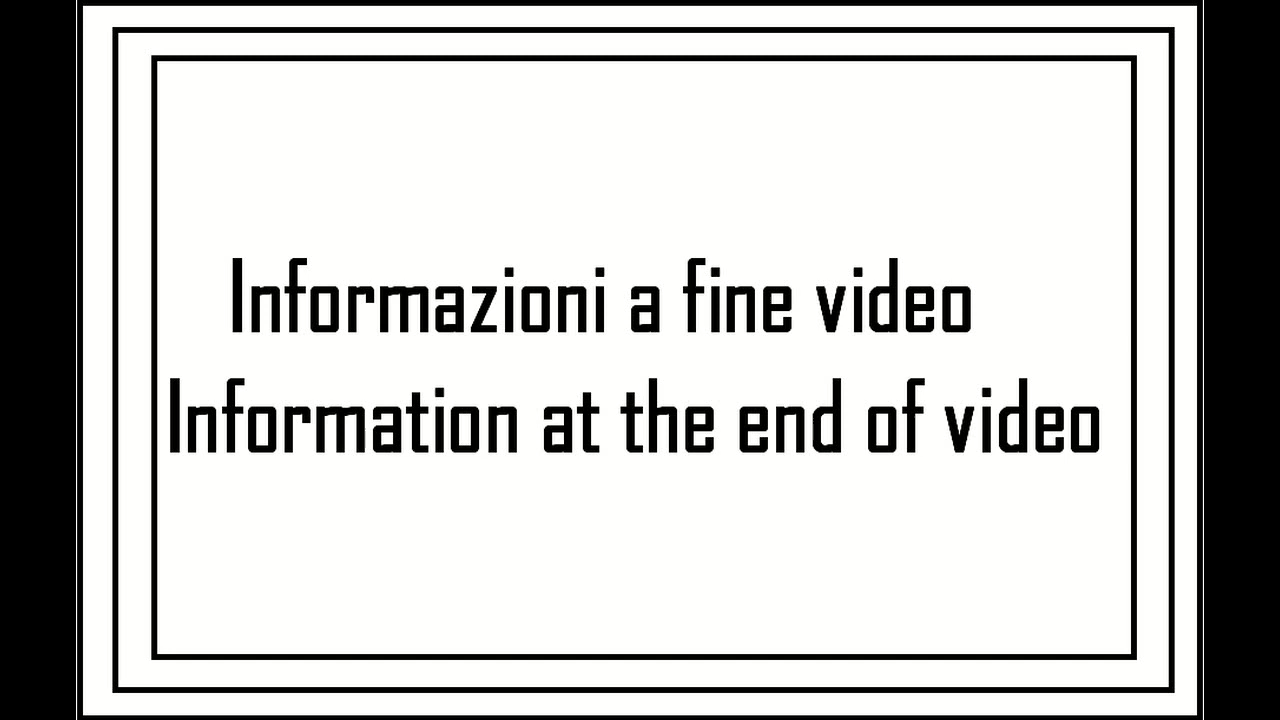 Informazioni a fine video
Information at the end of video